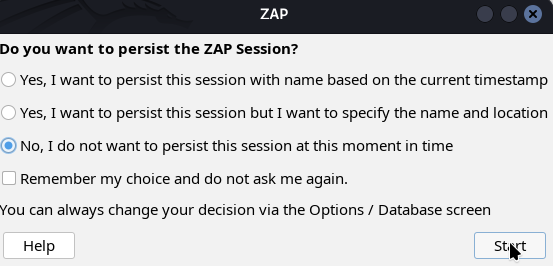 ZAP
Do you want to persist the ZAP Session?
Yes, I want to persist this session with name based on the current timestamp
Yes, I want to persist this session but I want to specify the name and location
No, I do not want to persist this session at this moment in time
Remember my choice and do not ask me again.
You can always change your decision via the Options / Database screen
Help
Start